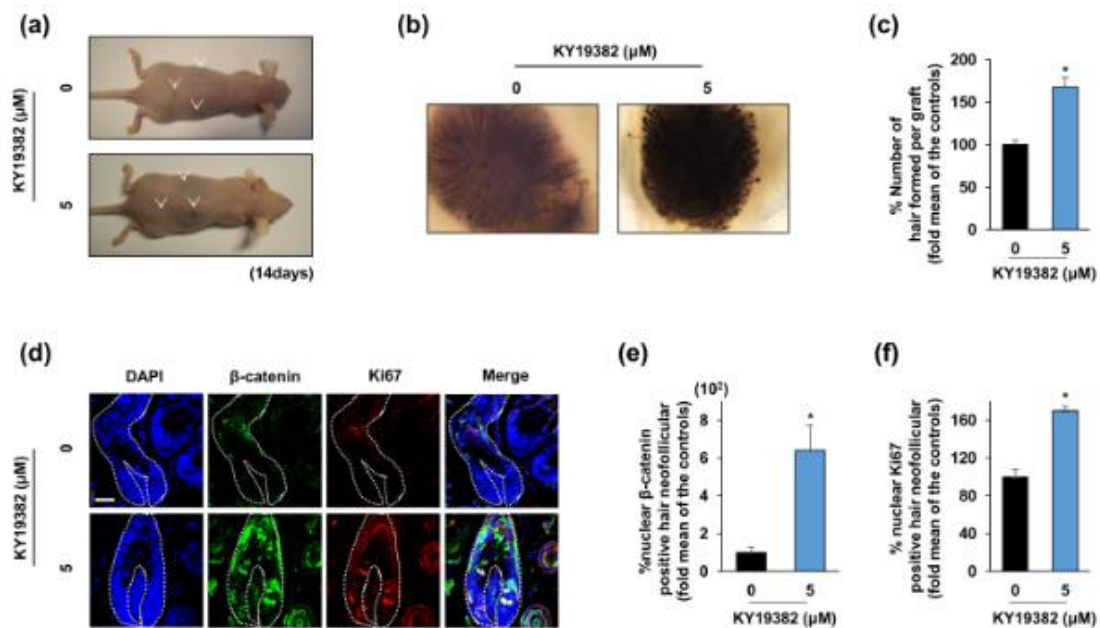 (a)
KY19382 (μM)
0
5
(14days)
(b)
KY19382 (μM)
0
5
(c)
% Number of
hair formed per graft
(fold mean of the controls)
200
150
100
50
0
*
0 5
KY19382 (μM)
(d)
DAPI β-catenin Ki67 Merge
KY19382 (μM)
0
5
(e)
%nuclear β-catenin
positive hair neofollicular
(fold mean of the controls)
(10²)
8
6
4
2
0
*
0 5
KY19382 (μM)
(f)
% nuclear Ki67
positive hair neofollicular
(fold mean of the controls)
160
120
80
40
0
*
0 5
KY19382 (μM)